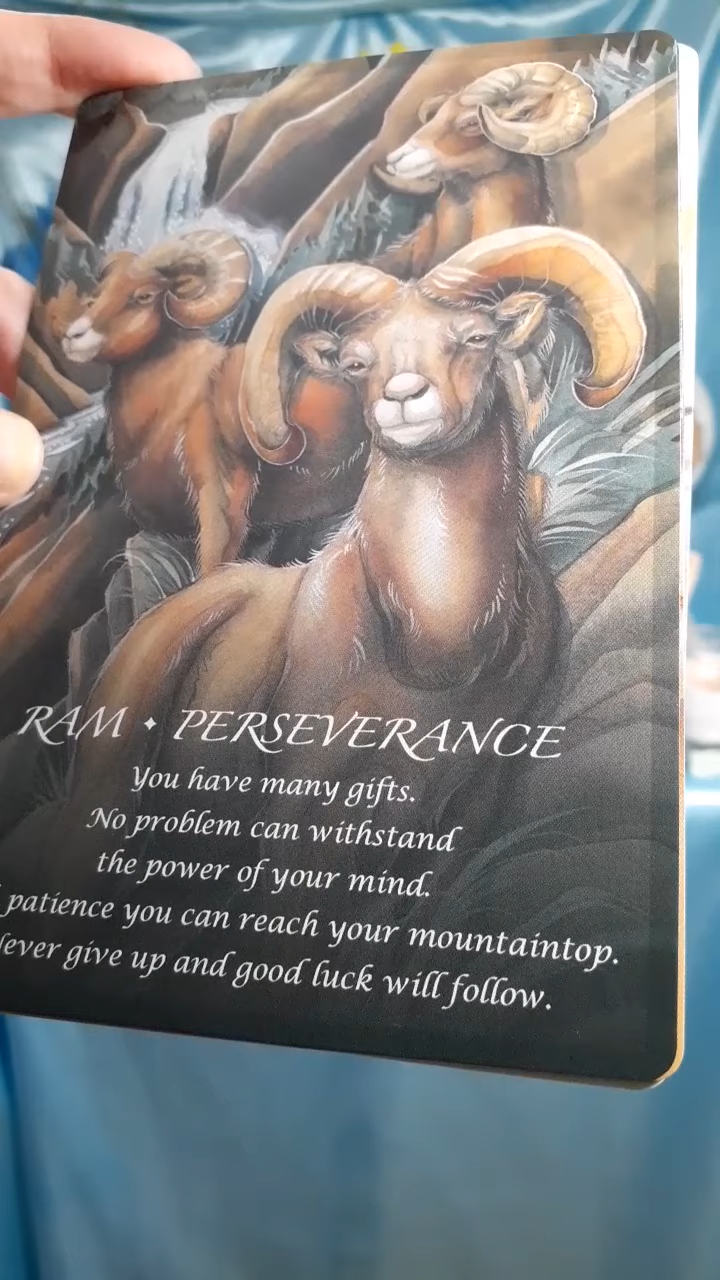 RAM ✦ PERSEVERANCE
You have many gifts.
No problem can withstand
the power of your mind.
patience you can reach your mountaintop.
ever give up and good luck will follow.